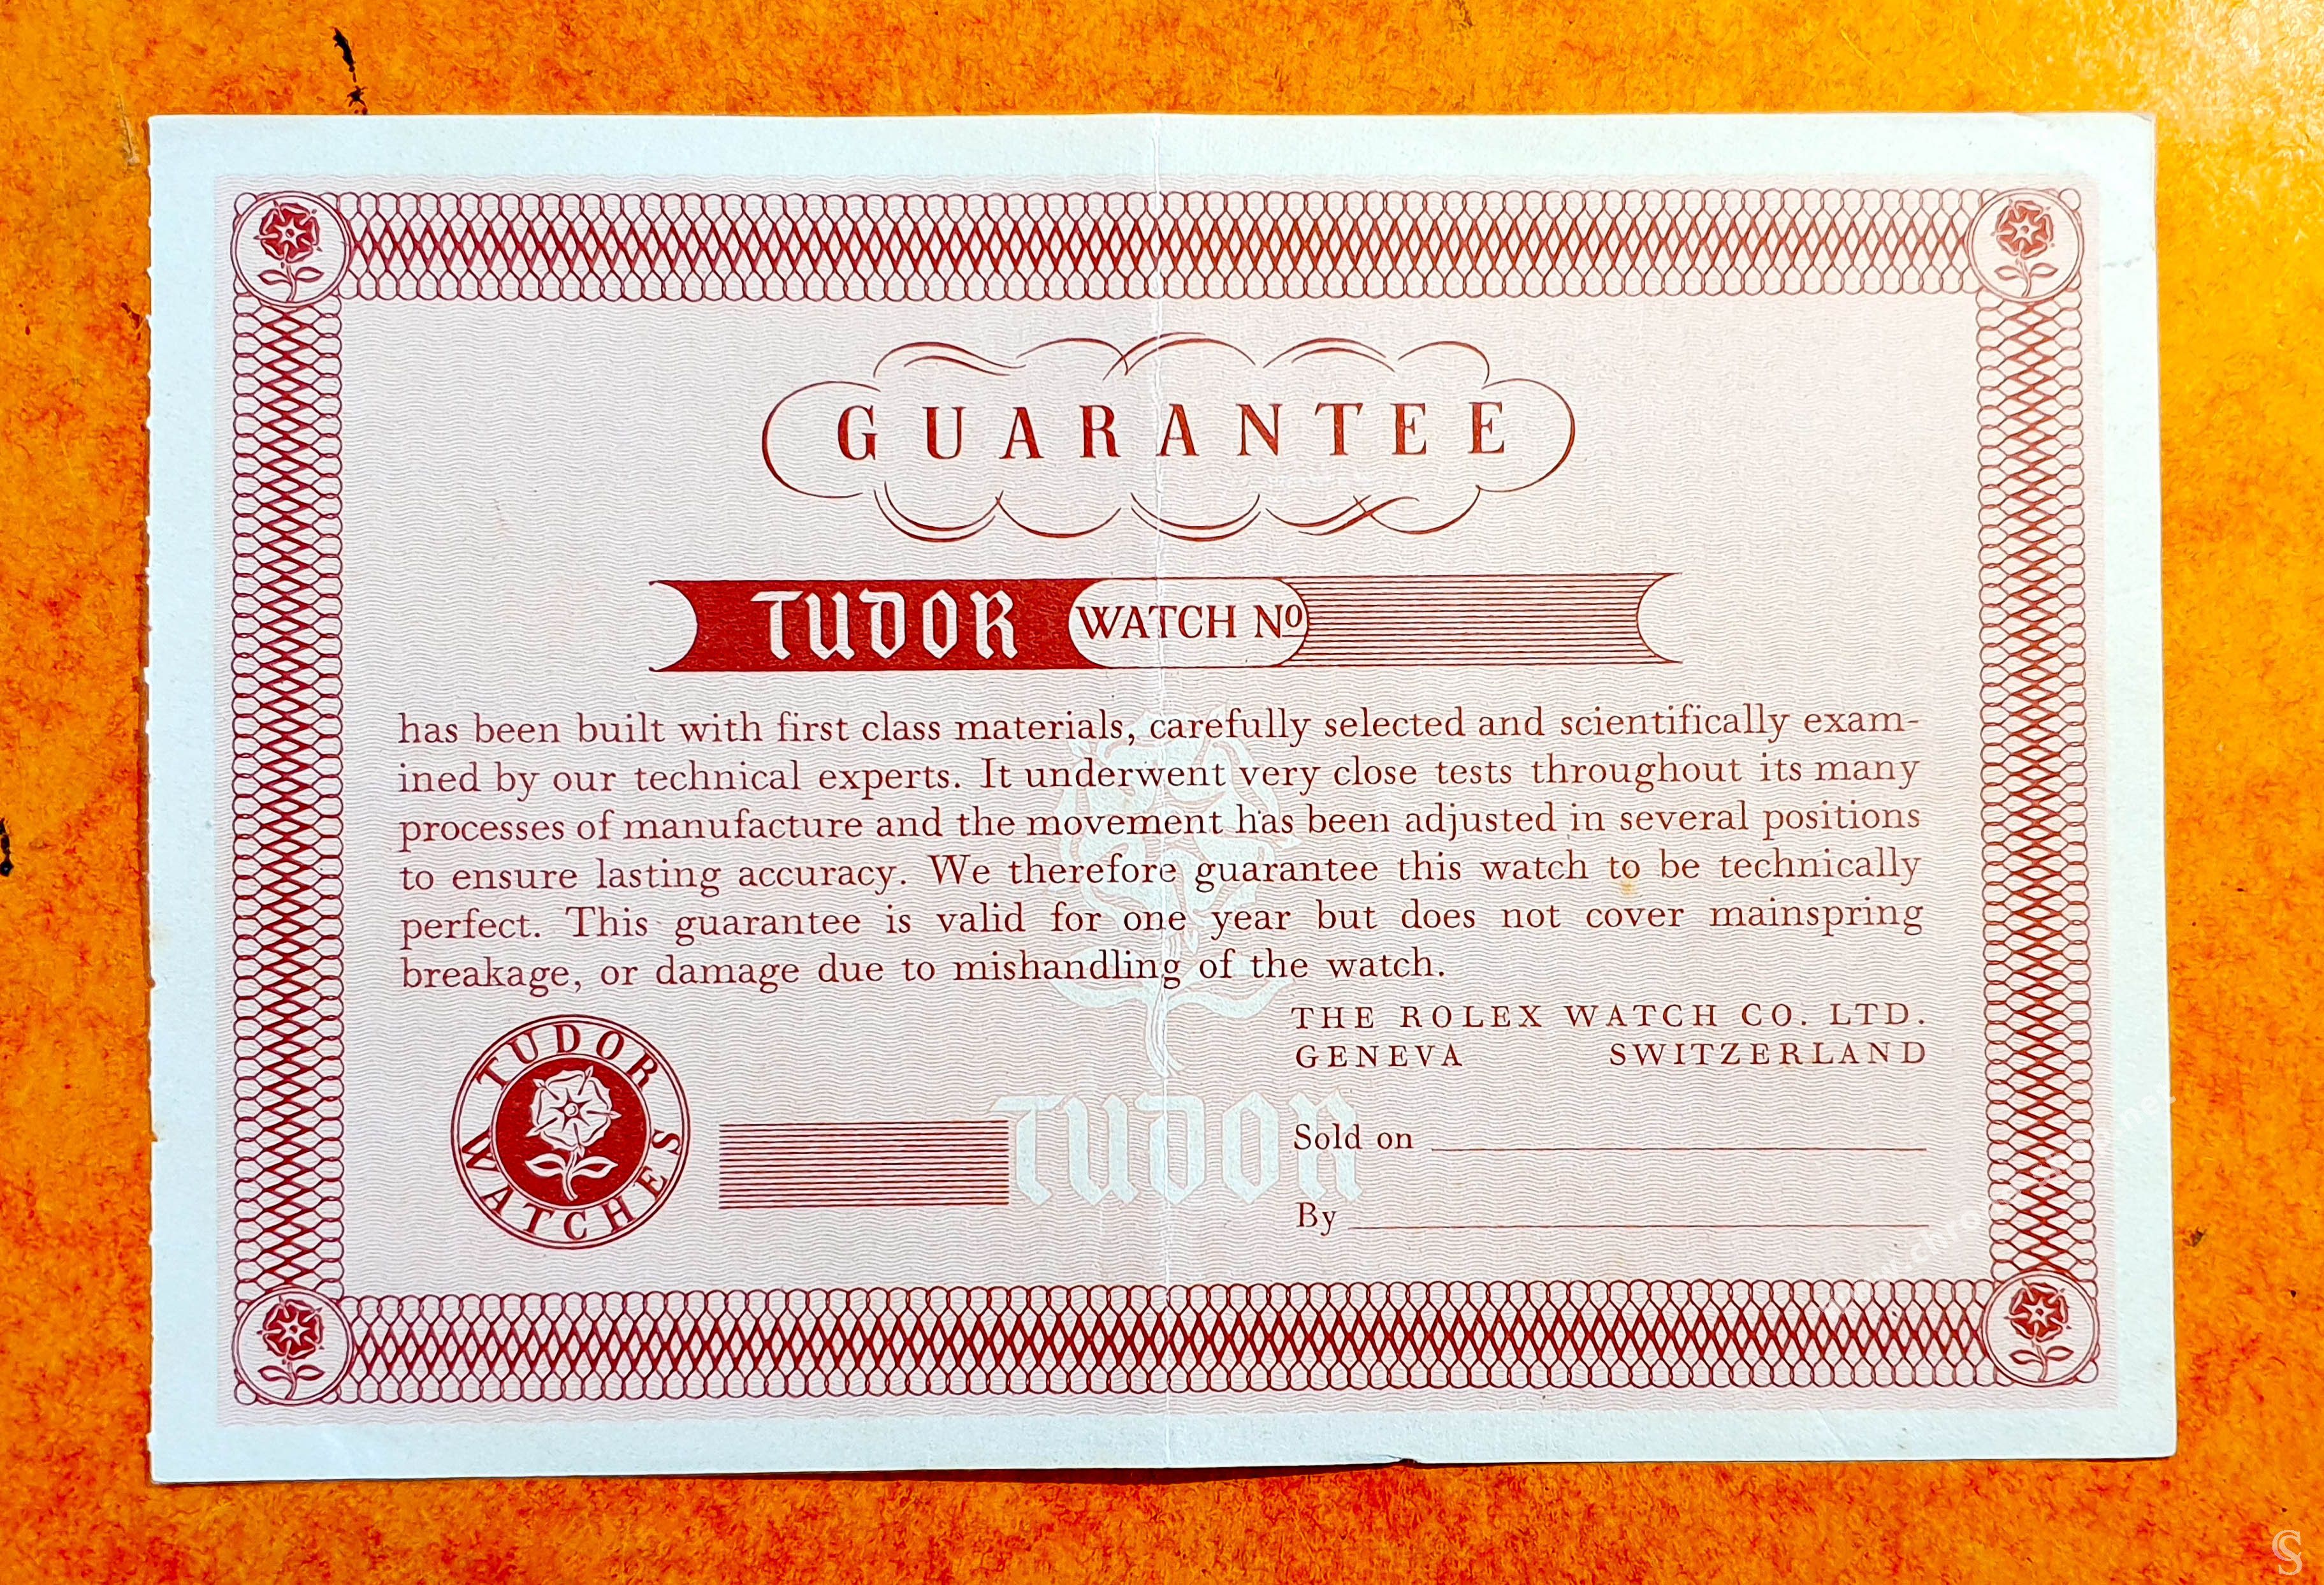 GUARANTEE
TUDOR WATCH Nº
has been built with first class materials, carefully selected and scientifically exam-
ined by our technical experts. It underwent very close tests throughout its many
processes of manufacture and the movement has been adjusted in several positions
to ensure lasting accuracy. We therefore guarantee this watch to be technically
perfect. This guarantee is valid for one year but does not cover mainspring
breakage, or damage due to mishandling of the watch.
THE ROLEX WATCH CO. LTD.
GENEVA SWITZERLAND
TUDOR
WATCHES
TUDOR
Sold on
By